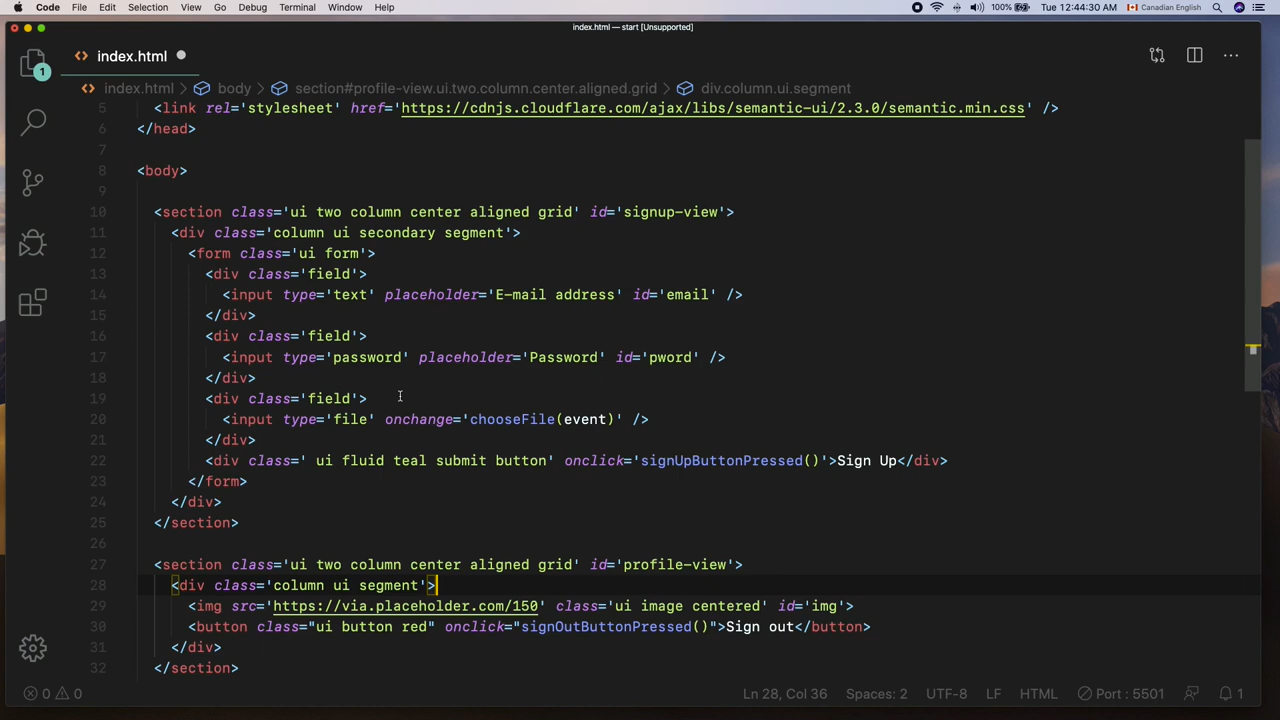 Code File Edit Selection View Go Debug Terminal Window Help 100% Tue 12:44:30 AM Canadian English
index.html — start [Unsupported]
1
<> index.html
<> index.html > body > section#profile-view.ui.two.column.center.aligned.grid > div.column.ui.segment
5 <link rel='stylesheet' href='https://cdnjs.cloudflare.com/ajax/libs/semantic-ui/2.3.0/semantic.min.css' />
6 </head>
7
8 <body>
9
10 <section class='ui two column center aligned grid' id='signup-view'>
11 <div class='column ui secondary segment'>
12 <form class='ui form'>
13 <div class='field'>
14 <input type='text' placeholder='E-mail address' id='email' />
15 </div>
16 <div class='field'>
17 <input type='password' placeholder='Password' id='pword' />
18 </div>
19 <div class='field'>
20 <input type='file' onchange='chooseFile(event)' />
21 </div>
22 <div class=' ui fluid teal submit button' onclick='signUpButtonPressed()'>Sign Up</div>
23 </form>
24 </div>
25 </section>
26
27 <section class='ui two column center aligned grid' id='profile-view'>
28 <div class='column ui segment'>
29 <img src='https://via.placeholder.com/150' class='ui image centered' id='img'>
30 <button class="ui button red" onclick="signOutButtonPressed()">Sign out</button>
31 </div>
32 </section>
0 0 Ln 28, Col 36 Spaces: 2 UTF-8 LF HTML Port : 5501 1